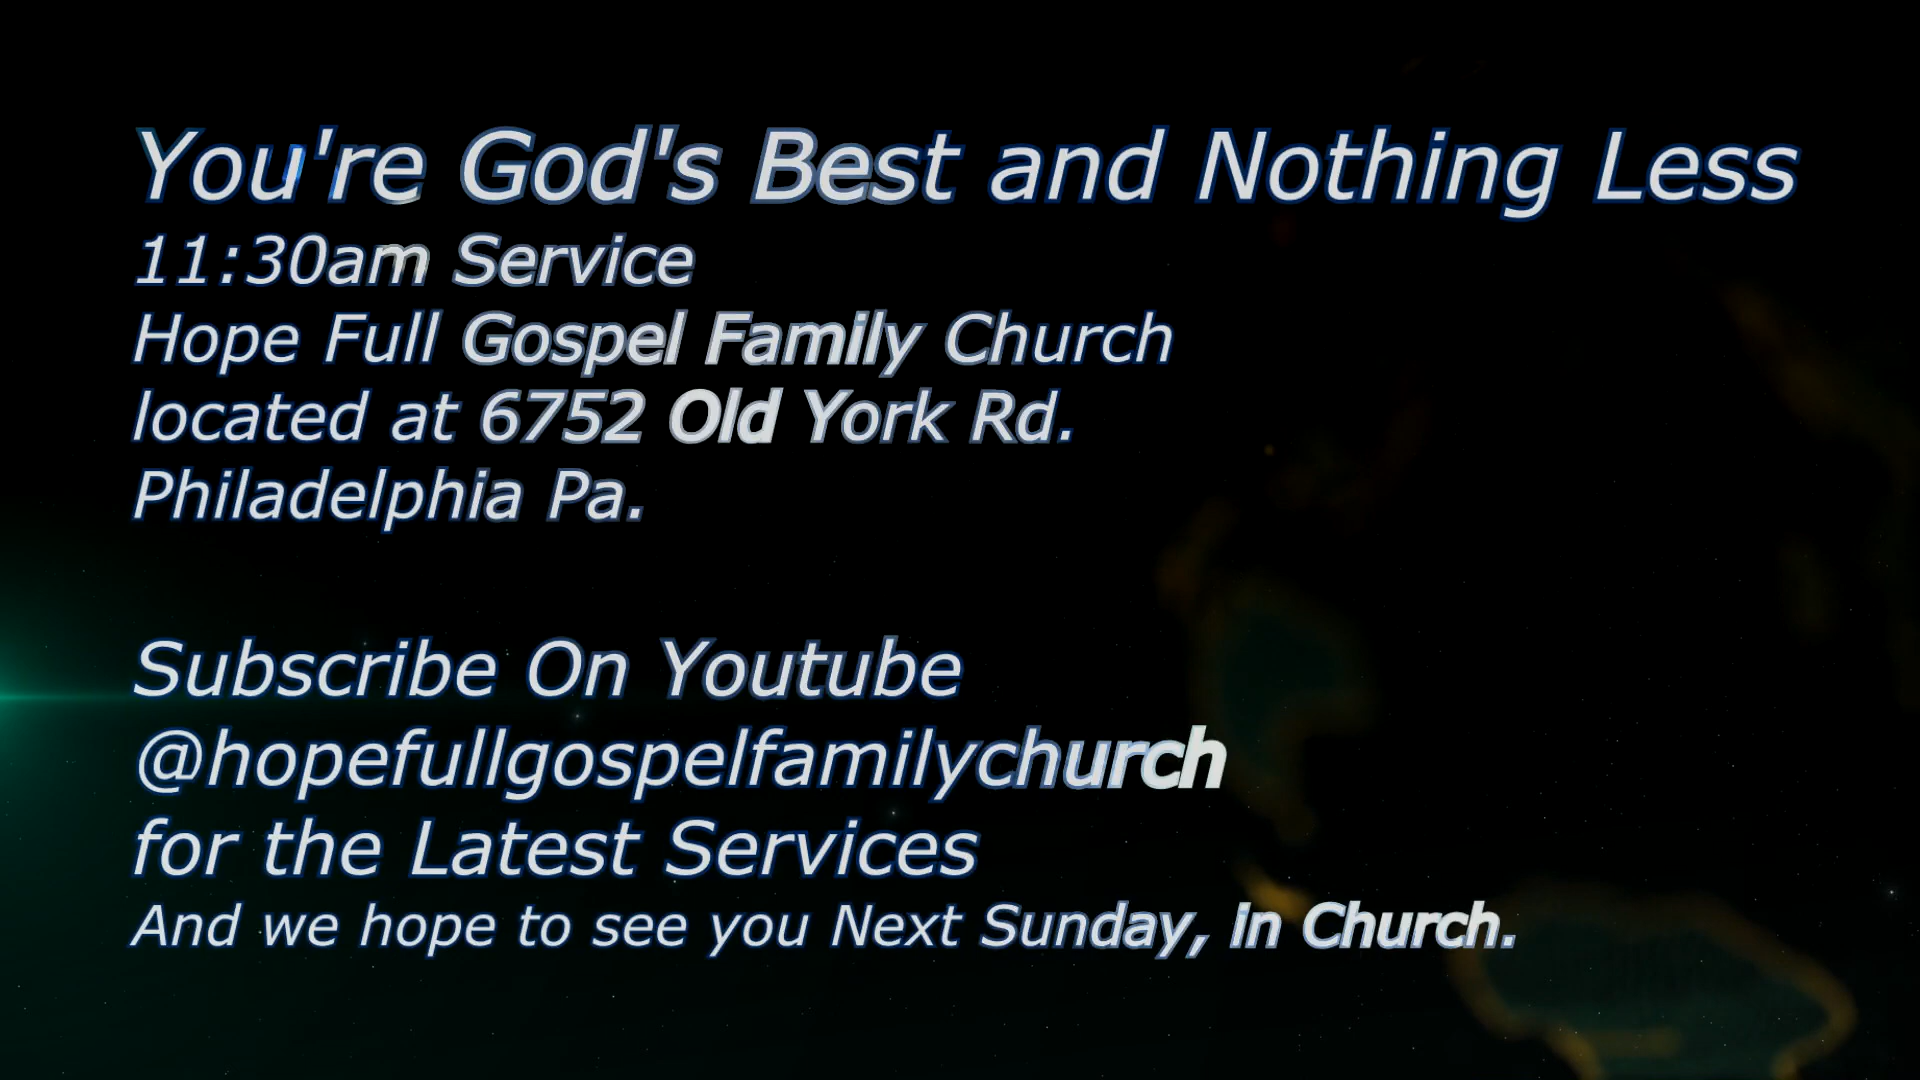 You're God's Best and Nothing Less
11:30am Service
Hope Full Gospel Family Church
located at 6752 Old York Rd.
Philadelphia Pa.
Subscribe On Youtube
@hopefullgospelfamilychurch
for the Latest Services
And we hope to see you Next Sunday, in Church.